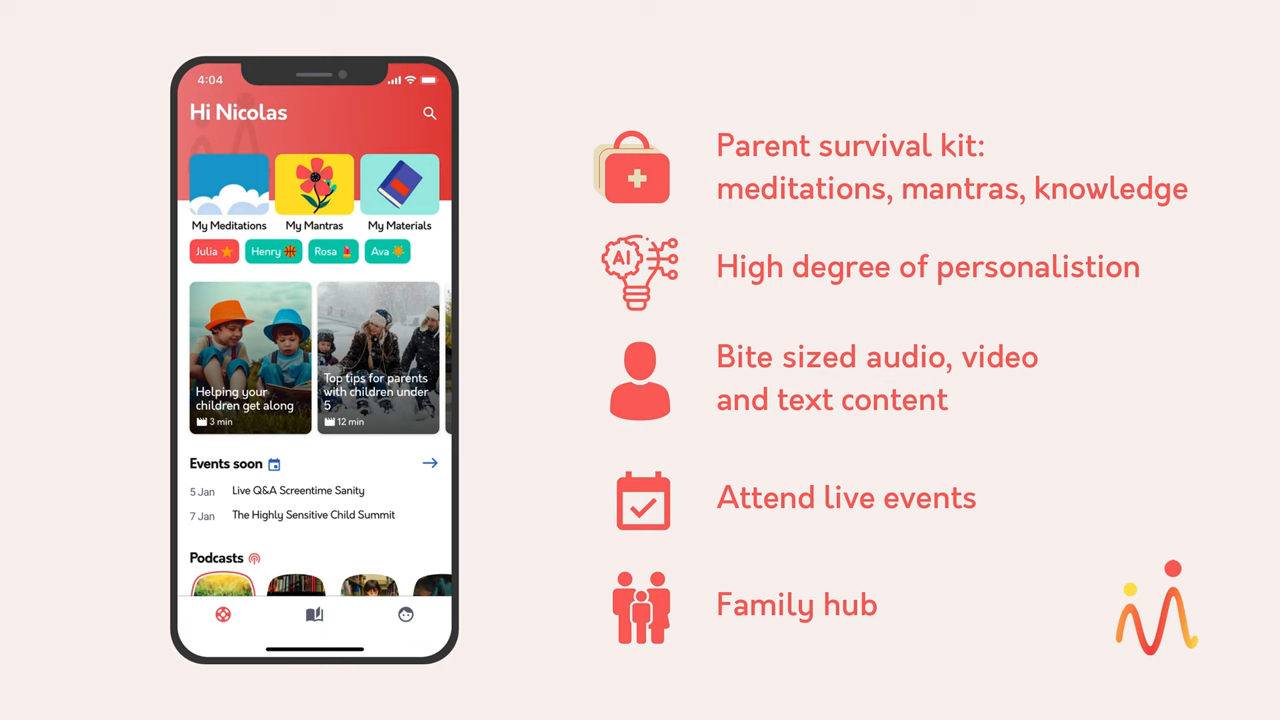 4:04
Hi Nicolas
My Meditations
My Mantras
My Materials
Julia
Henry
Rosa
Ava
Helping your
children get along
3 min
Top tips for parents
with children under
5
12 min
Events soon
5 Jan Live Q&A Screentime Sanity
7 Jan The Highly Sensitive Child Summit
Podcasts
Parent survival kit:
meditations, mantras, knowledge
AI
High degree of personalistion
Bite sized audio, video
and text content
Attend live events
Family hub